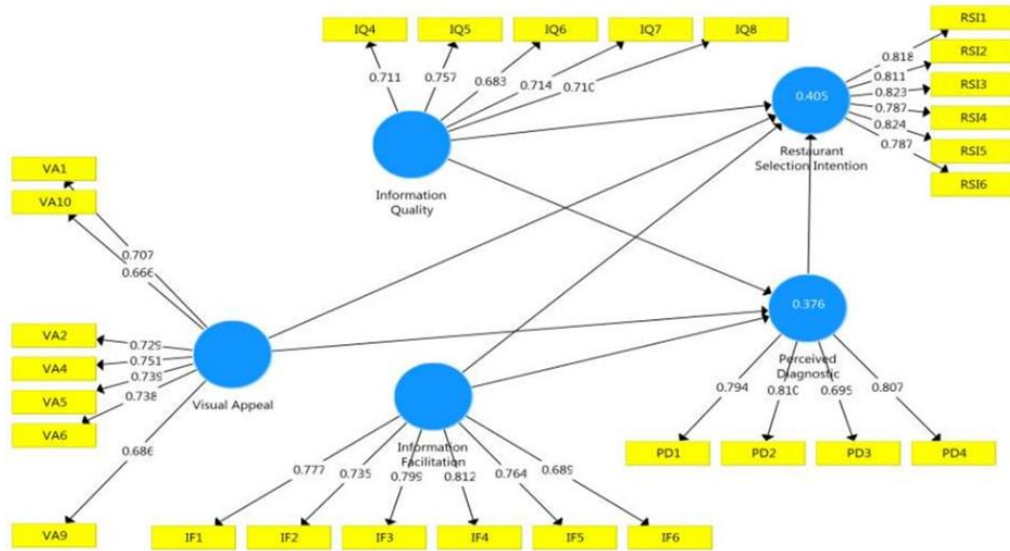 IQ4 IQ5 IQ6 IQ7 IQ8
0.711 0.757 0.683 0.714 0.710
Information
Quality
RSI1
RSI2
RSI3
RSI4
RSI5
RSI6
0.818
0.811
0.823
0.787
0.824
0.787
0.405
Restaurant
Selection Intention
VA1
VA10
0.707
0.666
VA2
VA4
VA5
VA6
VA9
0.729
0.751
0.739
0.738
0.686
Visual Appeal
0.376
Perceived
Diagnostic
0.794 0.810 0.695 0.807
PD1 PD2 PD3 PD4
Information
Facilitation
0.777 0.735 0.799 0.812 0.764 0.689
IF1 IF2 IF3 IF4 IF5 IF6